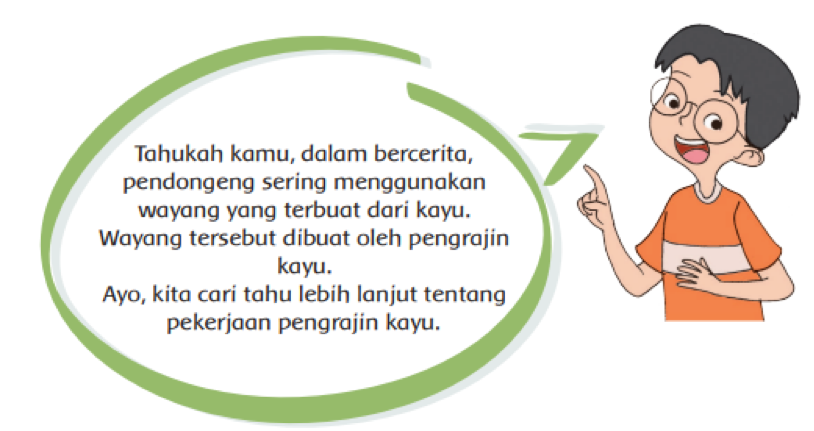 Tahukah kamu, dalam bercerita,
pendongeng sering menggunakan
wayang yang terbuat dari kayu.
Wayang tersebut dibuat oleh pengrajin
kayu.
Ayo, kita cari tahu lebih lanjut tentang
pekerjaan pengrajin kayu.